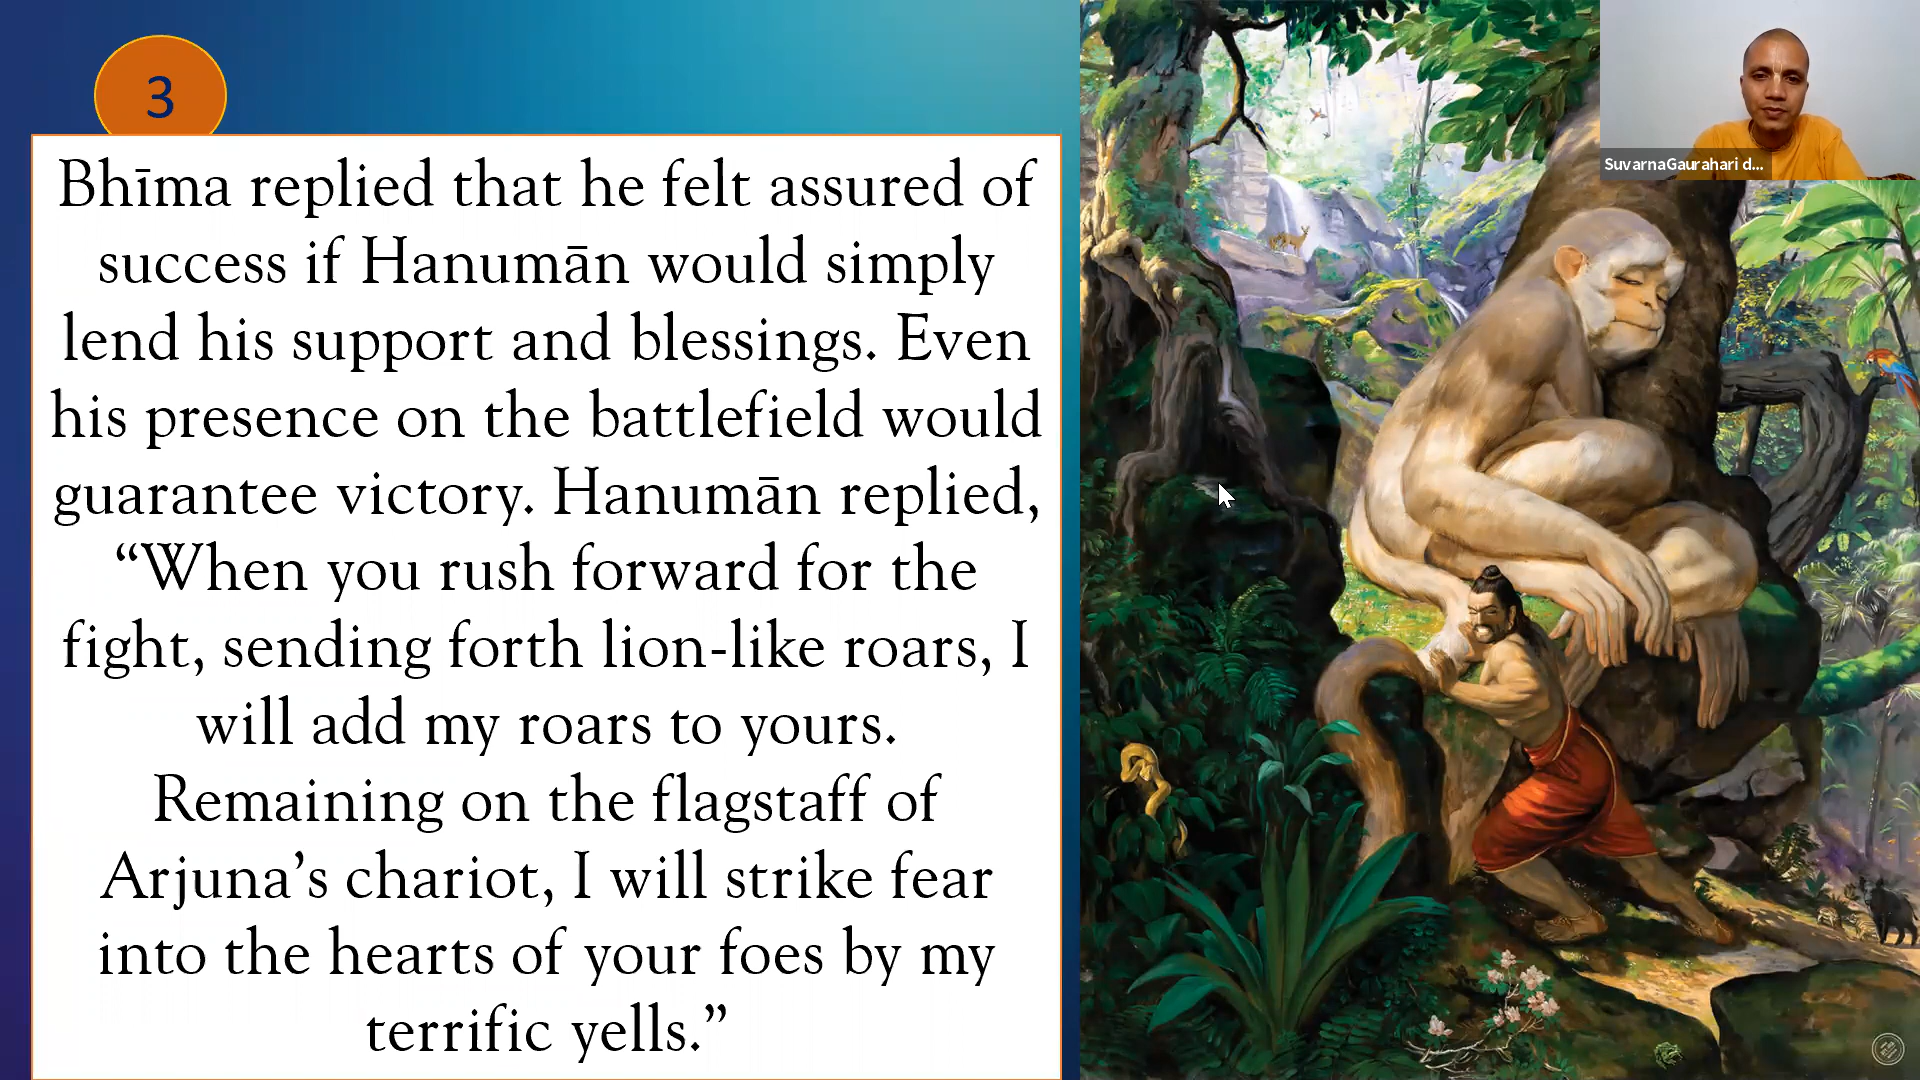 3
Bhīma replied that he felt assured of
success if Hanumān would simply
lend his support and blessings. Even
his presence on the battlefield would
guarantee victory. Hanumān replied,
“When you rush forward for the
fight, sending forth lion-like roars, I
will add my roars to yours.
Remaining on the flagstaff of
Arjuna’s chariot, I will strike fear
into the hearts of your foes by my
terrific yells.”
SuvarnaGaurahari d...